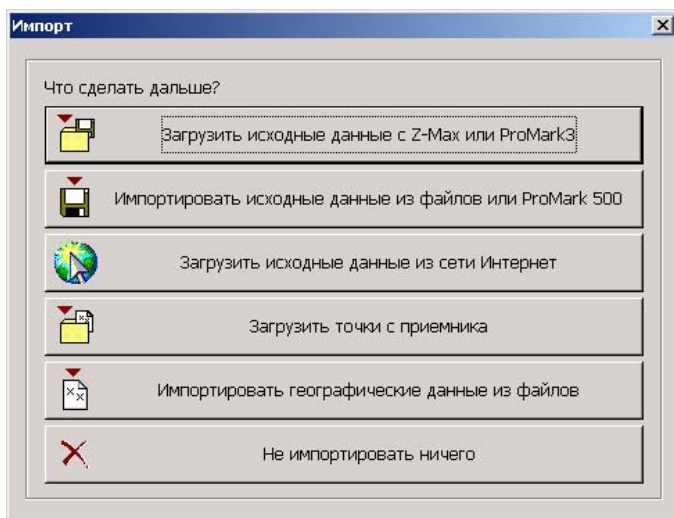 Импорт
Что сделать дальше?
Загрузить исходные данные с Z-Max или ProMark3
Импортировать исходные данные из файлов или ProMark 500
Загрузить исходные данные из сети Интернет
Загрузить точки с приемника
Импортировать географические данные из файлов
Не импортировать ничего